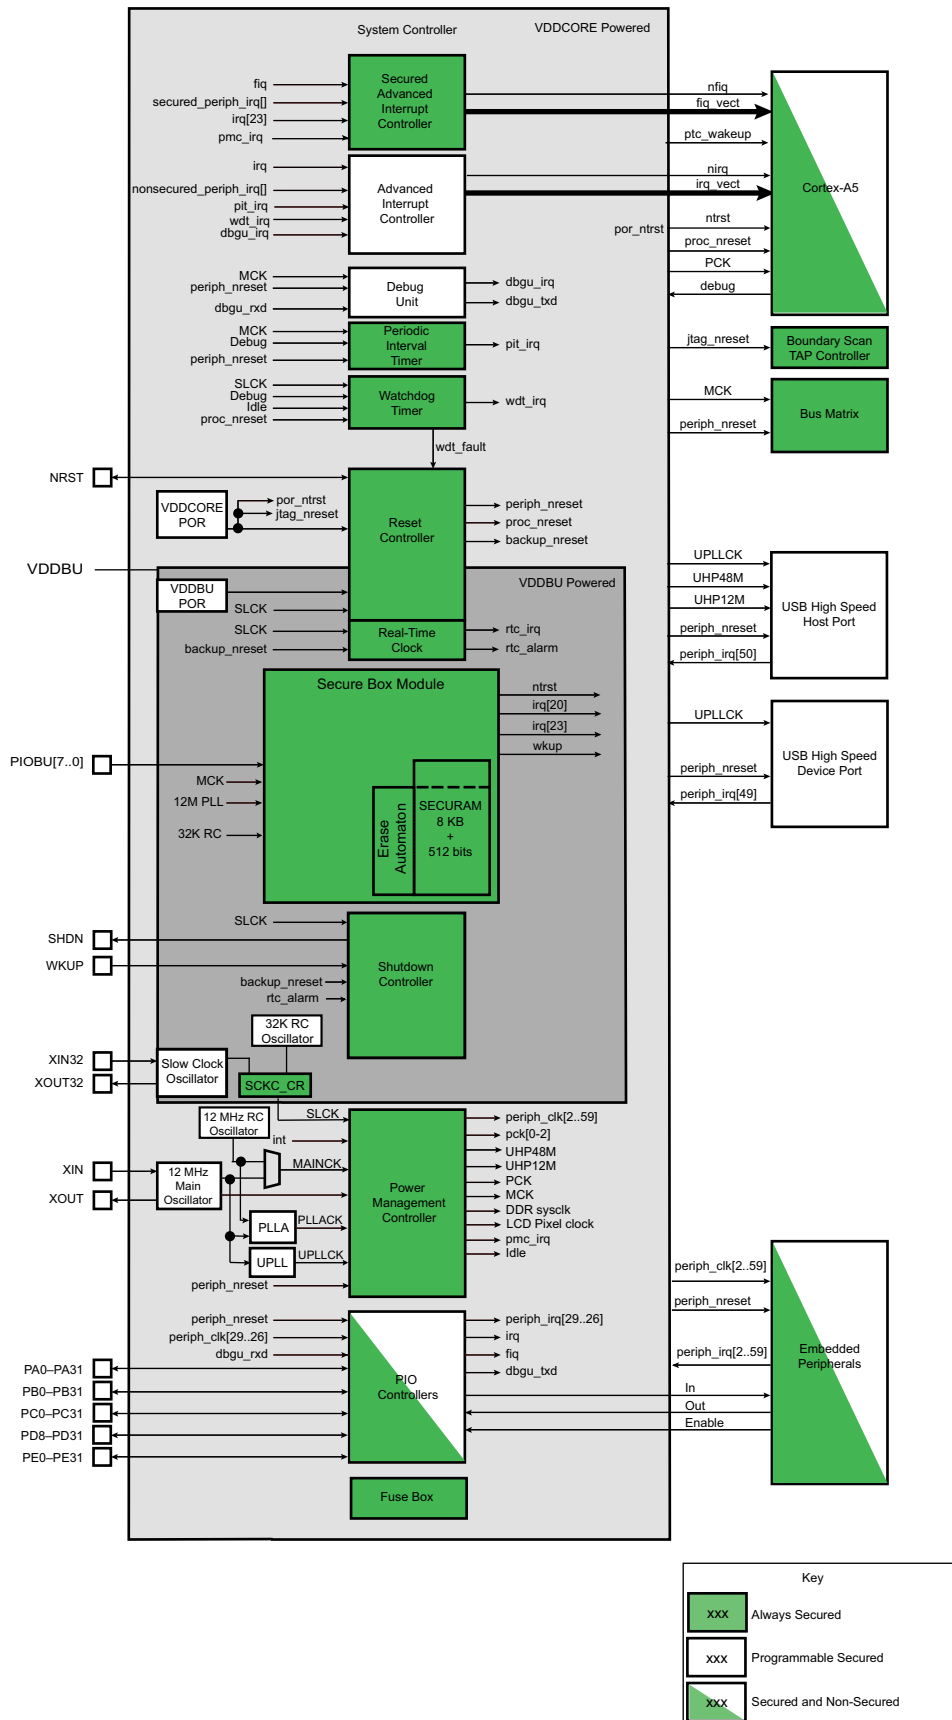 System Controller
VDDCORE Powered
fiq
secured_periph_irq[]
irq[23]
pmc_irq
Secured
Advanced
Interrupt
Controller
nfiq
fiq_vect
ptc_wakeup
irq
nonsecured_periph_irq[]
pit_irq
wdt_irq
dbgu_irq
Advanced
Interrupt
Controller
nirq
irq_vect
Cortex-A5
por_ntrst
ntrst
proc_nreset
PCK
debug
MCK
periph_nreset
dbgu_rxd
Debug
Unit
dbgu_irq
dbgu_txd
MCK
Debug
periph_nreset
Periodic
Interval
Timer
pit_irq
jtag_nreset
Boundary Scan
TAP Controller
SLCK
Debug
Idle
proc_nreset
Watchdog
Timer
wdt_irq
MCK
periph_nreset
Bus Matrix
wdt_fault
NRST
VDDCORE
POR
por_ntrst
jtag_nreset
Reset
Controller
periph_nreset
proc_nreset
backup_nreset
VDDBU
VDDBU Powered
VDDBU
POR
SLCK
SLCK
backup_nreset
Real-Time
Clock
rtc_irq
rtc_alarm
UPLLCK
UHP48M
UHP12M
periph_nreset
periph_irq[50]
USB High Speed
Host Port
Secure Box Module
ntrst
irq[20]
irq[23]
wkup
PIOBU[7..0]
MCK
12M PLL
32K RC
Erase
Automaton
SECURAM
8 KB
+
512 bits
UPLLCK
periph_nreset
periph_irq[49]
USB High Speed
Device Port
SLCK
SHDN
WKUP
backup_nreset
rtc_alarm
Shutdown
Controller
32K RC
Oscillator
XIN32
XOUT32
Slow Clock
Oscillator
SCKC_CR
12 MHz RC
Oscillator
SLCK
int
MAINCK
XIN
XOUT
12 MHz
Main
Oscillator
PLLA
PLLACK
UPLL
UPLLCK
periph_nreset
Power
Management
Controller
periph_clk[2..59]
pck[0-2]
UHP48M
UHP12M
PCK
MCK
DDR sysclk
LCD Pixel clock
pmc_irq
Idle
periph_nreset
periph_clk[29..26]
dbgu_rxd
PA0–PA31
PB0–PB31
PC0–PC31
PD8–PD31
PE0–PE31
PIO
Controllers
periph_irq[29..26]
irq
fiq
dbgu_txd
periph_clk[2..59]
periph_nreset
periph_irq[2..59]
In
Out
Enable
Embedded
Peripherals
Fuse Box
Key
xxx
Always Secured
xxx
Programmable Secured
xxx
Secured and Non-Secured